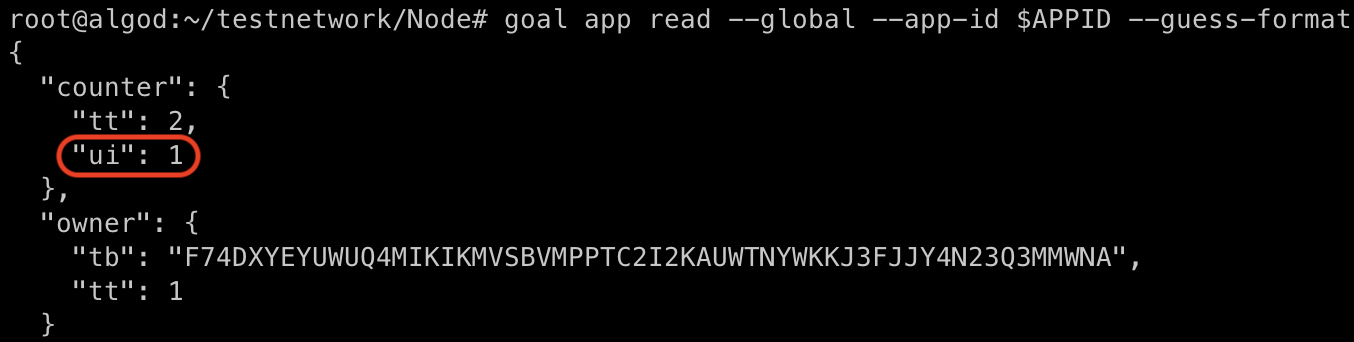 root@algod:~/testnetwork/Node# goal app read --global --app-id $APPID --guess-format
{
  "counter": {
    "tt": 2,
    "ui": 1
  },
  "owner": {
    "tb": "F74DXYEYUWUQ4MIKIKMVSBVMPPTC2I2KAUWTNYWKKJ3FJJY4N23Q3MMWNA",
    "tt": 1
  }